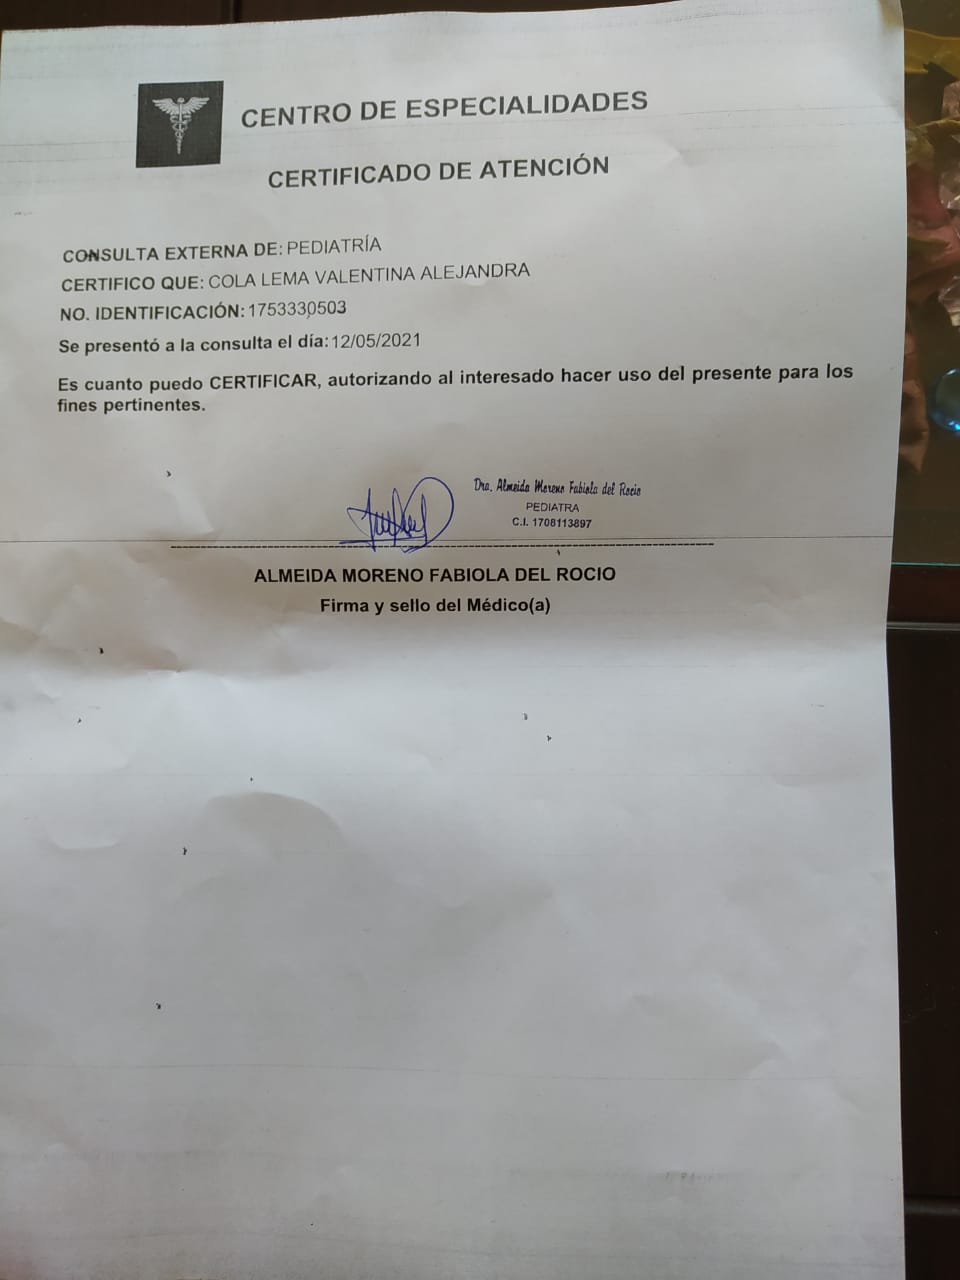 CENTRO DE ESPECIALIDADES
CERTIFICADO DE ATENCIÓN
CONSULTA EXTERNA DE: PEDIATRÍA
CERTIFICO QUE: COLA LEMA VALENTINA ALEJANDRA
NO. IDENTIFICACIÓN: 1753330503
Se presentó a la consulta el día: 12/05/2021
Es cuanto puedo CERTIFICAR, autorizando al interesado hacer uso del presente para los
fines pertinentes.
Dra. Almeida Moreno Fabiola del Rocio
PEDIATRA
C.I. 1708113897
ALMEIDA MORENO FABIOLA DEL ROCIO
Firma y sello del Médico(a)